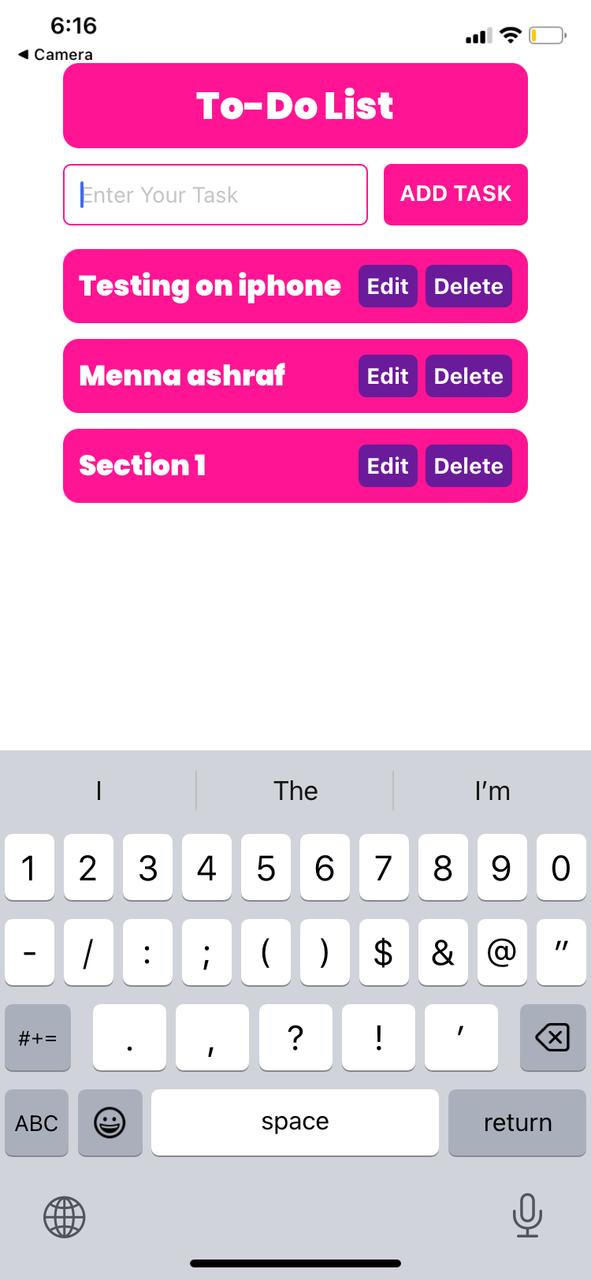 6:16
◀ Camera
To-Do List
Enter Your Task
ADD TASK
Testing on iphone Edit Delete
Menna ashraf Edit Delete
Section 1 Edit Delete
I The I’m
1 2 3 4 5 6 7 8 9 0
- / : ; ( ) $ & @ ”
#+= . , ? ! ’
ABC space return